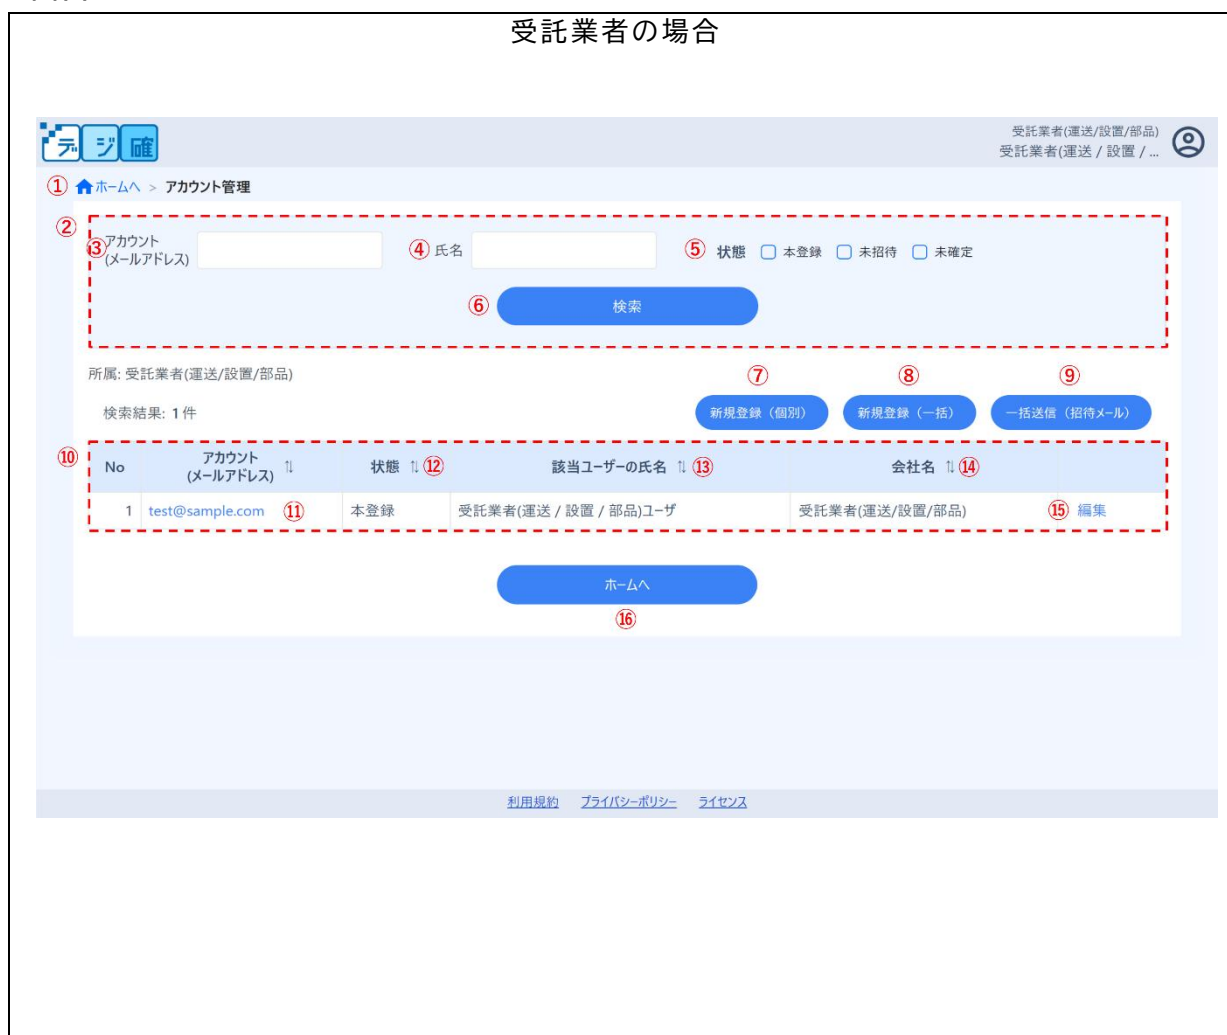 受託業者の場合
デジ確
受託業者(運送/設置/部品)
受託業者(運送 / 設置 / ...
① ホームへ > アカウント管理
②
③ アカウント
(メールアドレス)
④ 氏名
⑤ 状態 本登録 未招待 未確定
⑥ 検索
所属: 受託業者(運送/設置/部品)
⑦ ⑧ ⑨
検索結果: 1 件 新規登録（個別） 新規登録（一括） 一括送信（招待メール）
⑩ No アカウント
(メールアドレス) ⇅ 状態 ⇅ ⑫ 該当ユーザーの氏名 ⇅ ⑬ 会社名 ⇅ ⑭
1 test@sample.com ⑪ 本登録 受託業者(運送 / 設置 / 部品)ユーザ 受託業者(運送/設置/部品) ⑮ 編集
ホームへ
⑯
利用規約 プライバシーポリシー ライセンス